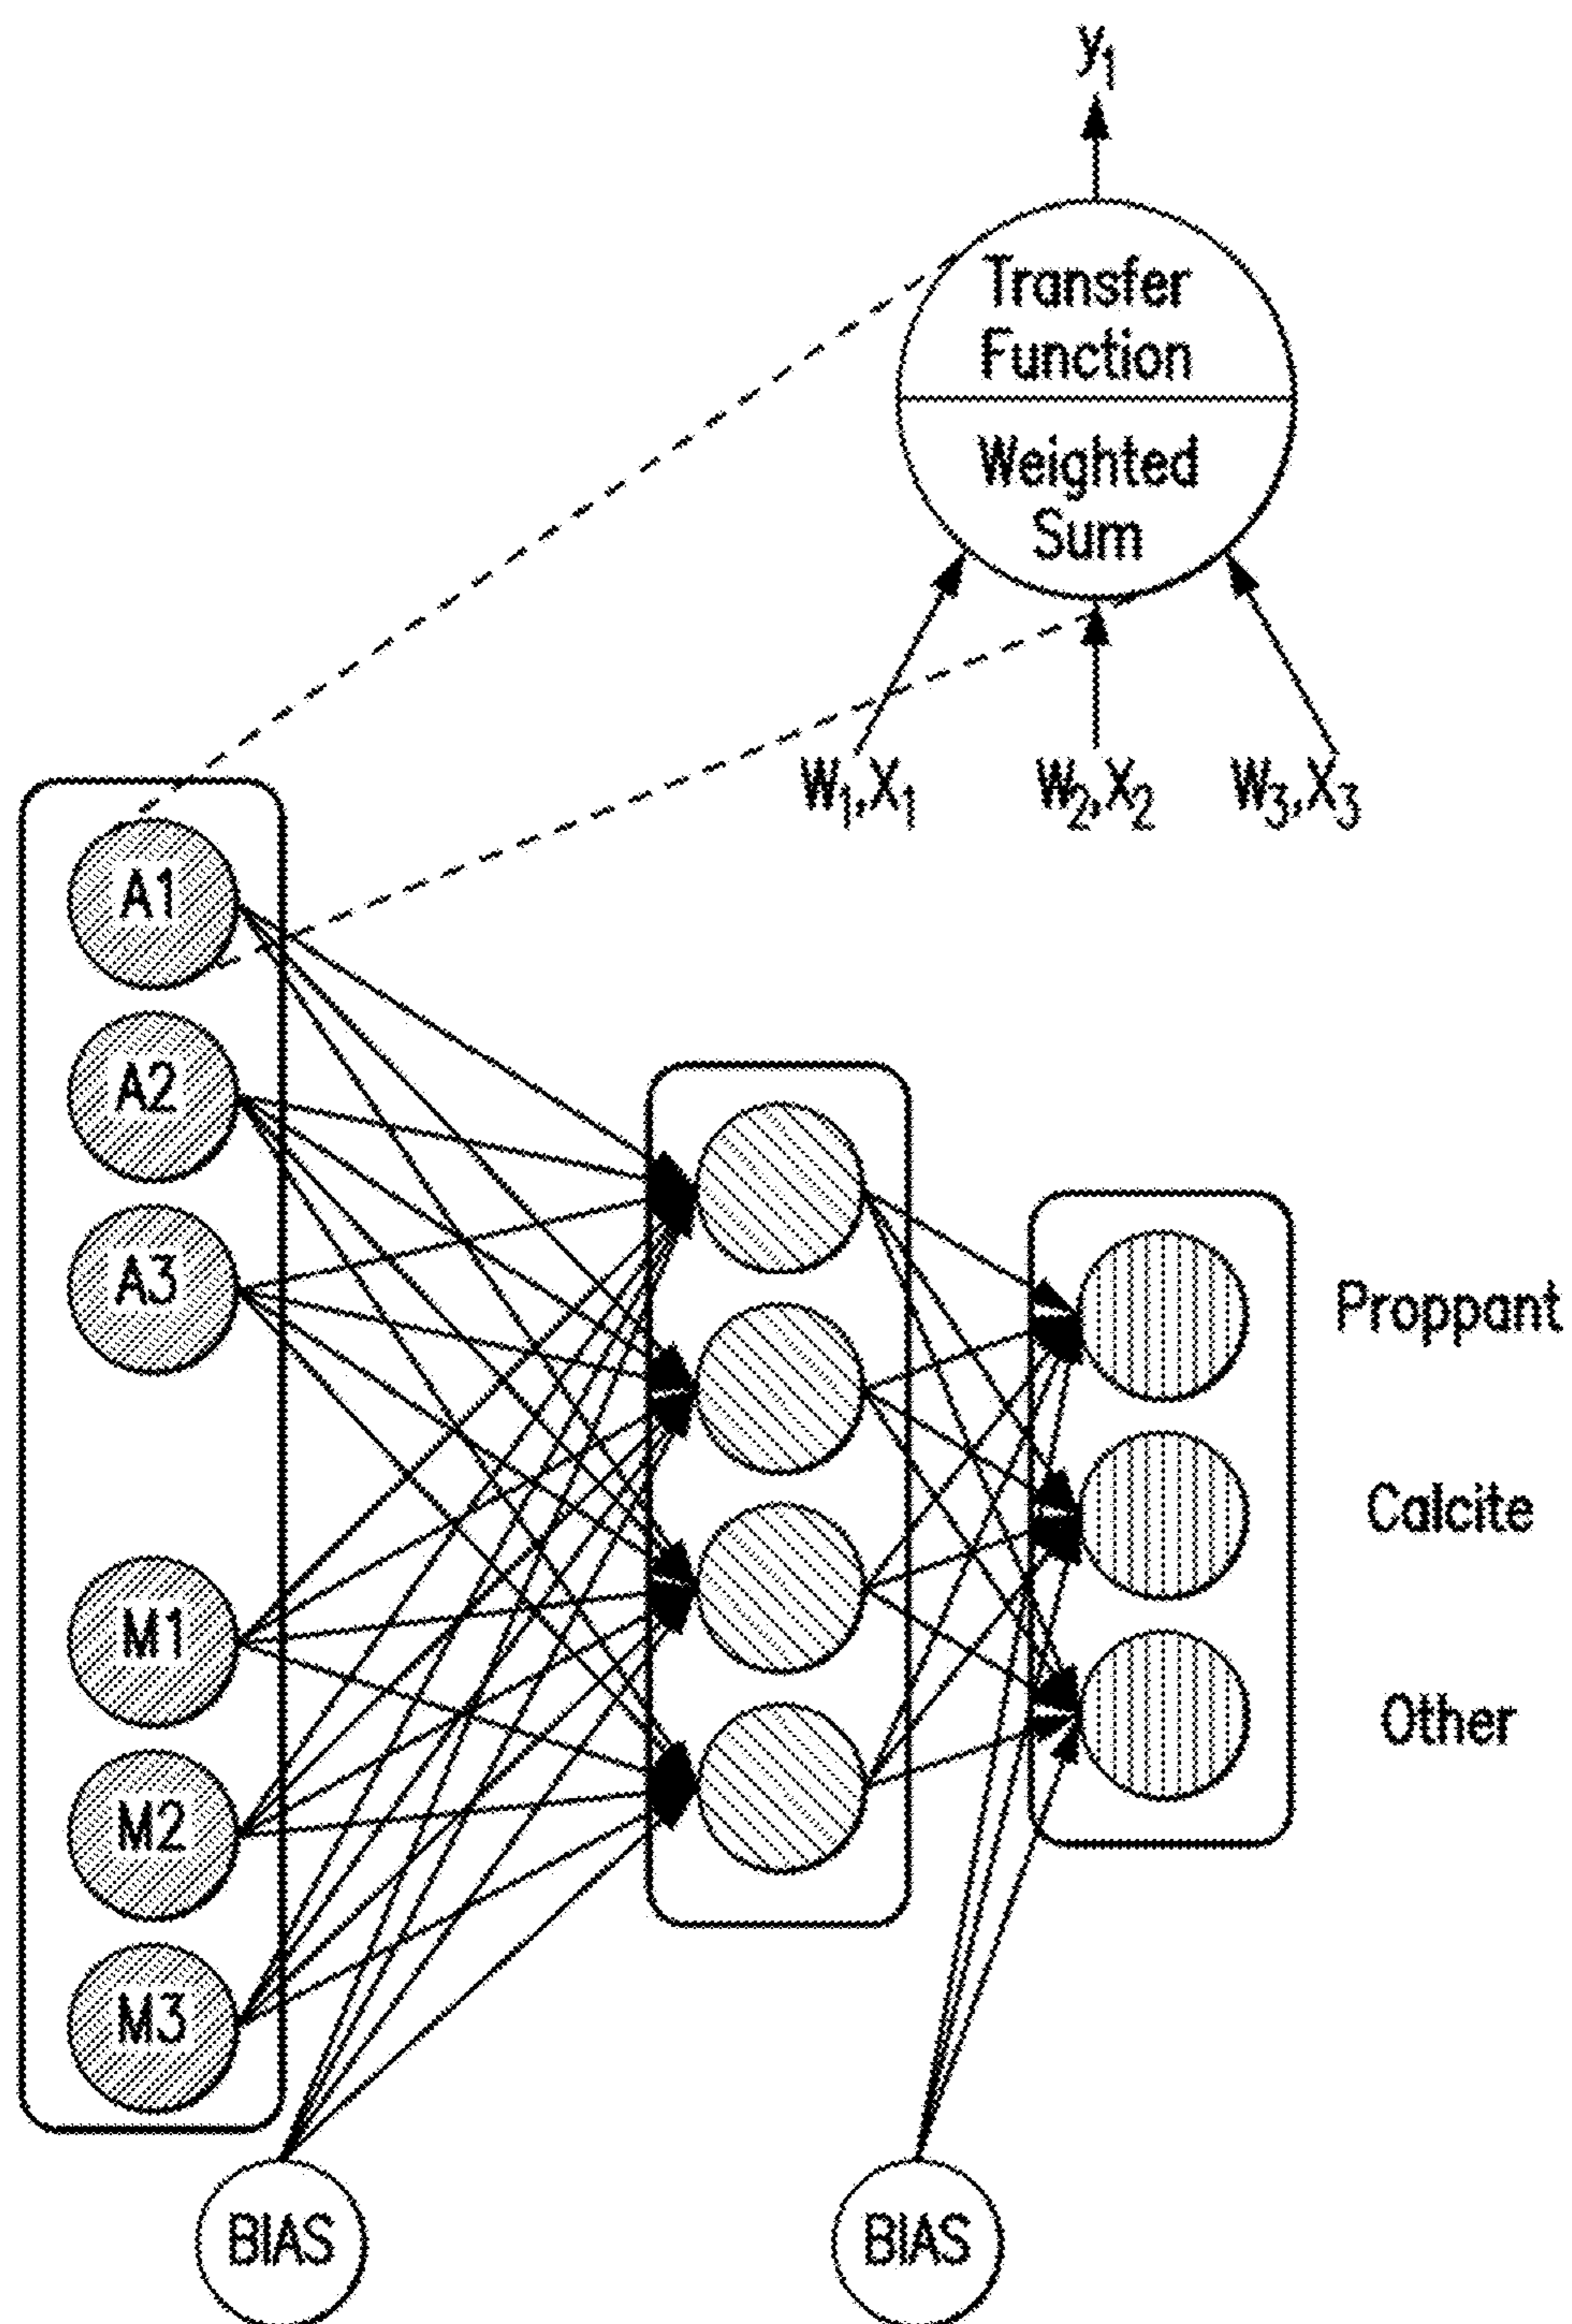 y₁
Transfer
Function
Weighted
Sum
W₁,X₁ W₂,X₂ W₃,X₃
A1
A2
A3
M1
M2
M3
Proppant
Calcite
Other
BIAS BIAS